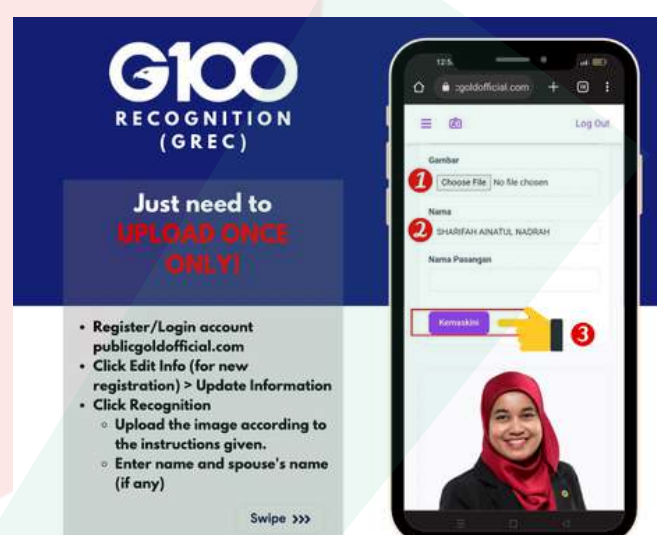 G100
RECOGNITION
(GREC)
Just need to
UPLOAD ONCE
ONLY!
• Register/Login account
publicgoldofficial.com
• Click Edit Info (for new
registration) > Update Information
• Click Recognition
◦ Upload the image according to
the instructions given.
◦ Enter name and spouse's name
(if any)
Swipe >>>
goldofficial.com
Log Out
Gambar
1 Choose File No file chosen
Nama
2 SHARIFAH AINATUL NADRAH
Nama Pasangan
Kemaskini 3